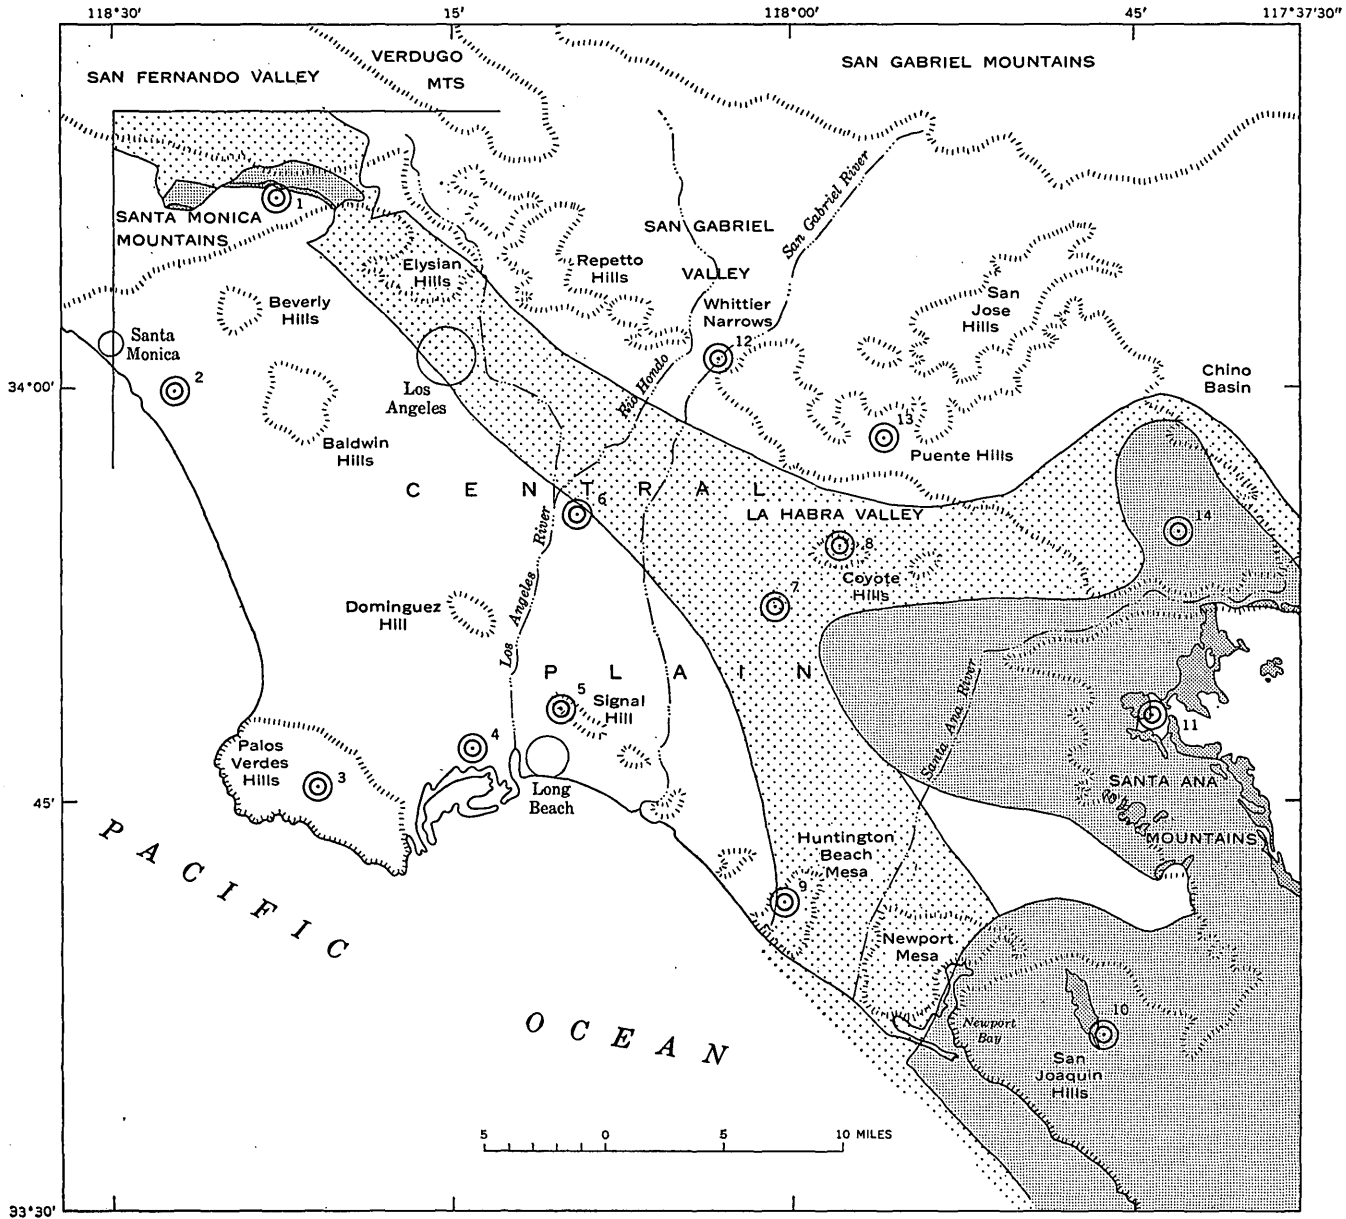 118°30' 15' 118°00' 45' 117°37'30"
VERDUGO
MTS
SAN FERNANDO VALLEY
SAN GABRIEL MOUNTAINS
San Gabriel River
1
SANTA MONICA
MOUNTAINS
SAN GABRIEL
VALLEY
Elysian
Hills
Repetto
Hills
Beverly
Hills
Whittier
Narrows
San
Jose
Hills
Santa
Monica
12
2
34°00'
Los
Angeles
Rio Hondo
Chino
Basin
Baldwin
Hills
13
Puente Hills
CENTRAL
6
LA HABRA VALLEY
14
8
Coyote
Hills
7
Los Angeles River
Dominguez
Hill
PLAIN
5
Signal
Hill
Santa Ana River
11
4
Palos
Verdes
Hills
3
Long
Beach
SANTA ANA
MOUNTAINS
45'
PACIFIC
Huntington
Beach
Mesa
9
Newport
Mesa
10
OCEAN
Newport
Bay
San
Joaquin
Hills
5 0 5 10 MILES
33°30'